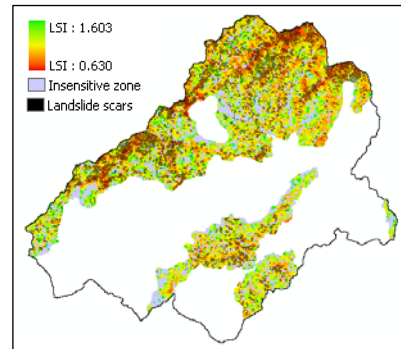 LSI : 1.603
LSI : 0.630
Insensitive zone
Landslide scars